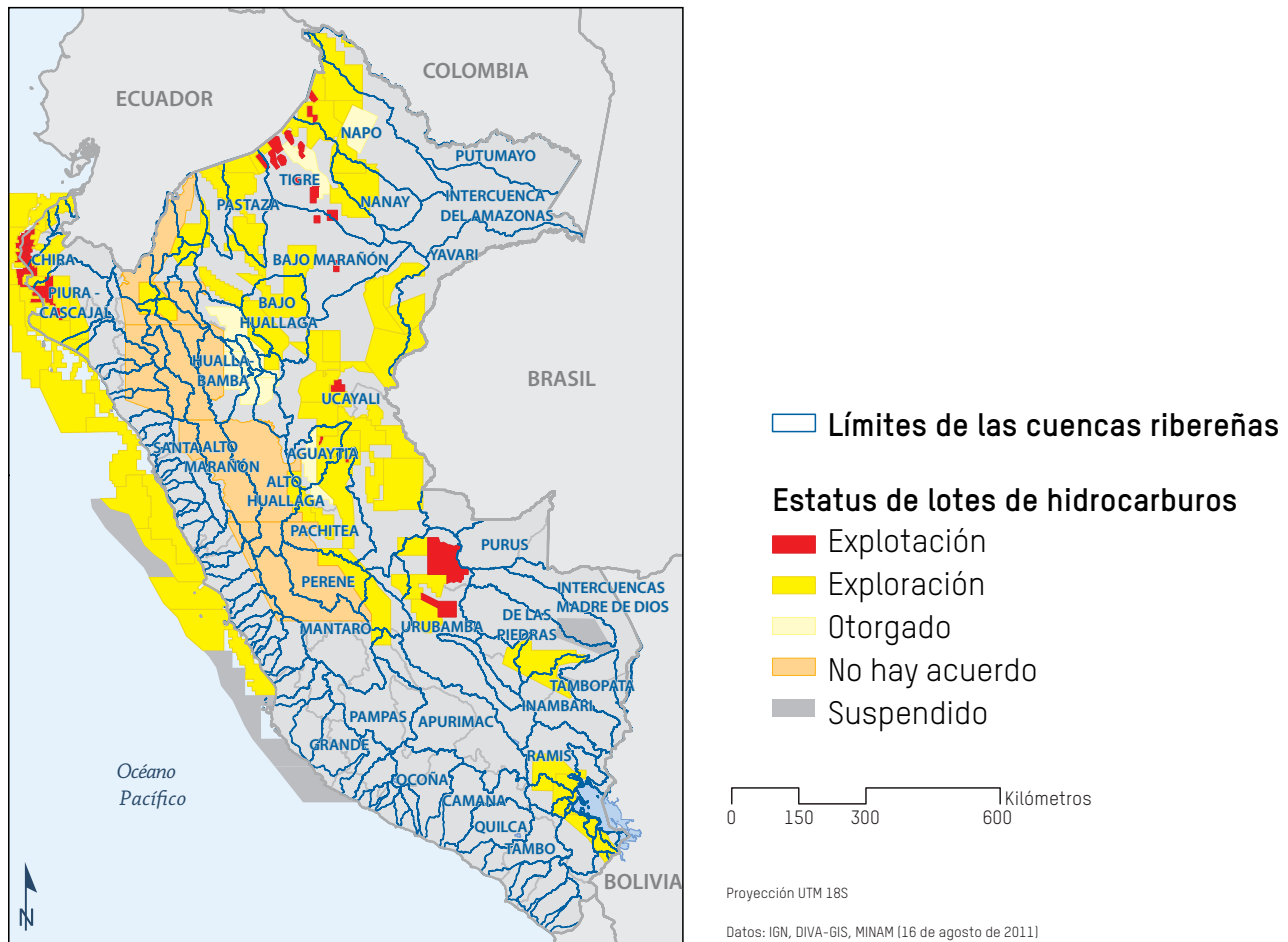 COLOMBIA
ECUADOR
NAPO
PUTUMAYO
TIGRE
PASTAZA
NANAY
INTERCUENCA
DEL AMAZONAS
CHIRA
BAJO MARAÑÓN
YAVARI
PIURA -
CASCAJAL
BAJO
HUALLAGA
HUALLA-
BAMBA
BRASIL
UCAYALI
SANTA
ALTO
MARAÑÓN
AGUAYTIA
ALTO
HUALLAGA
PACHITEA
PURUS
PERENE
INTERCUENCAS
MADRE DE DIOS
MANTARO
URUBAMBA
DE LAS
PIEDRAS
TAMBOPATA
INAMBARI
PAMPAS
APURIMAC
GRANDE
RAMIS
OCOÑA
CAMANA
QUILCA
TAMBO
BOLIVIA
Océano
Pacífico
N
Límites de las cuencas ribereñas
Estatus de lotes de hidrocarburos
Explotación
Exploración
Otorgado
No hay acuerdo
Suspendido
Kilómetros
0 150 300 600
Proyección UTM 18S
Datos: IGN, DIVA-GIS, MINAM (16 de agosto de 2011)